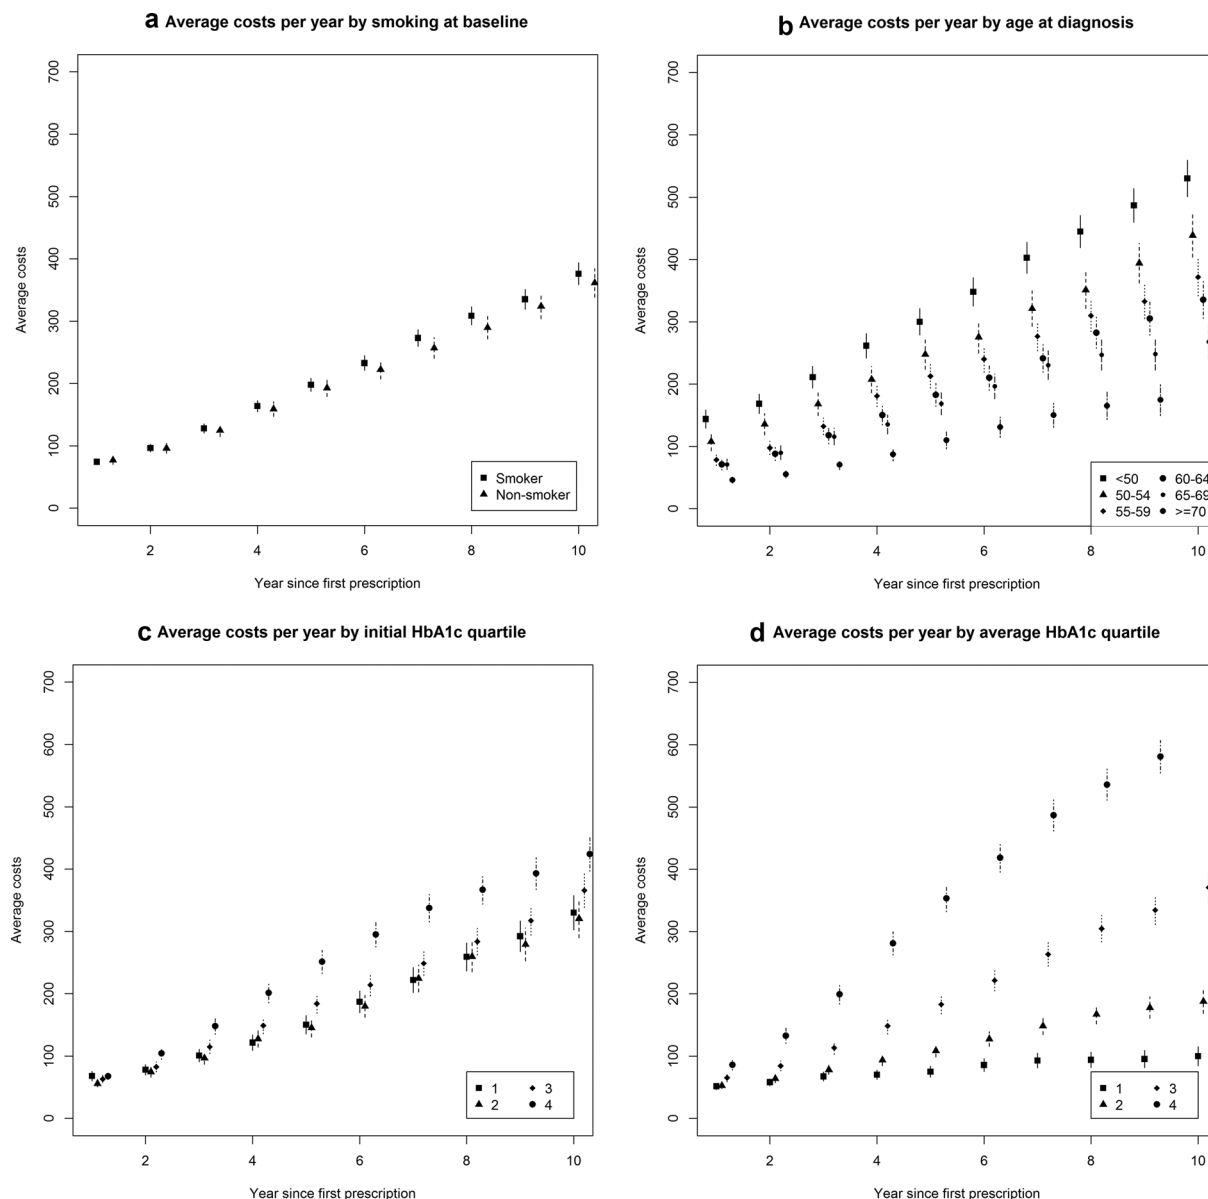 a Average costs per year by smoking at baseline
700
600
500
400
300
200
100
0
Average costs
2 4 6 8 10
Year since first prescription
Smoker
Non-smoker
b Average costs per year by age at diagnosis
700
600
500
400
300
200
100
0
Average costs
2 4 6 8 10
Year since first prescription
<50 60-64
50-54 65-69
55-59 >=70
c Average costs per year by initial HbA1c quartile
700
600
500
400
300
200
100
0
Average costs
2 4 6 8 10
Year since first prescription
1 3
2 4
d Average costs per year by average HbA1c quartile
700
600
500
400
300
200
100
0
Average costs
2 4 6 8 10
Year since first prescription
1 3
2 4